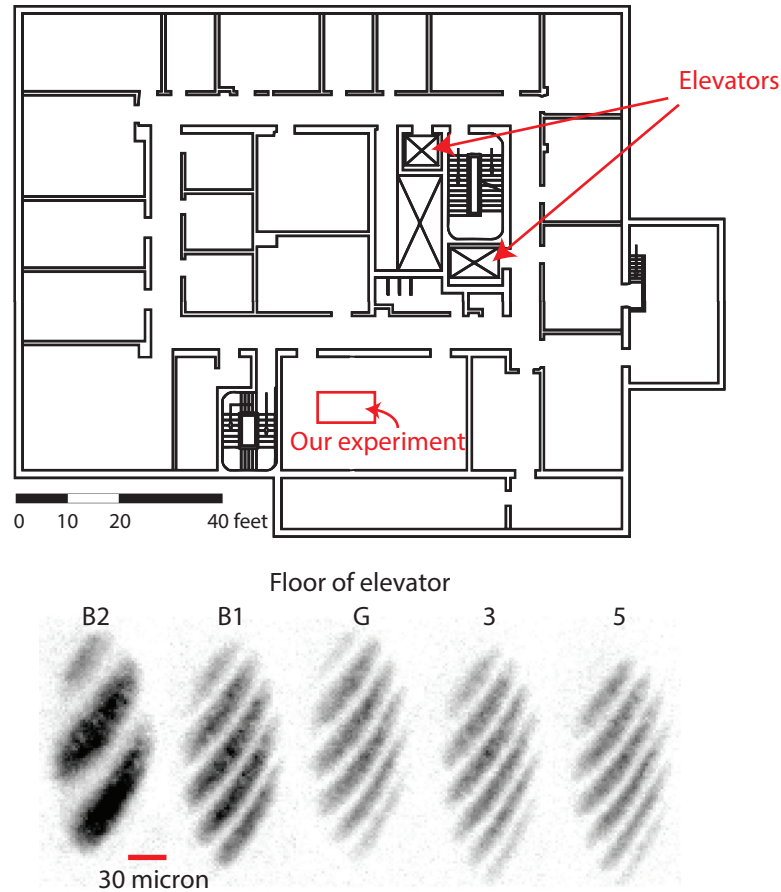 Elevators
Our experiment
0 10 20 40 feet
Floor of elevator
B2 B1 G 3 5
30 micron